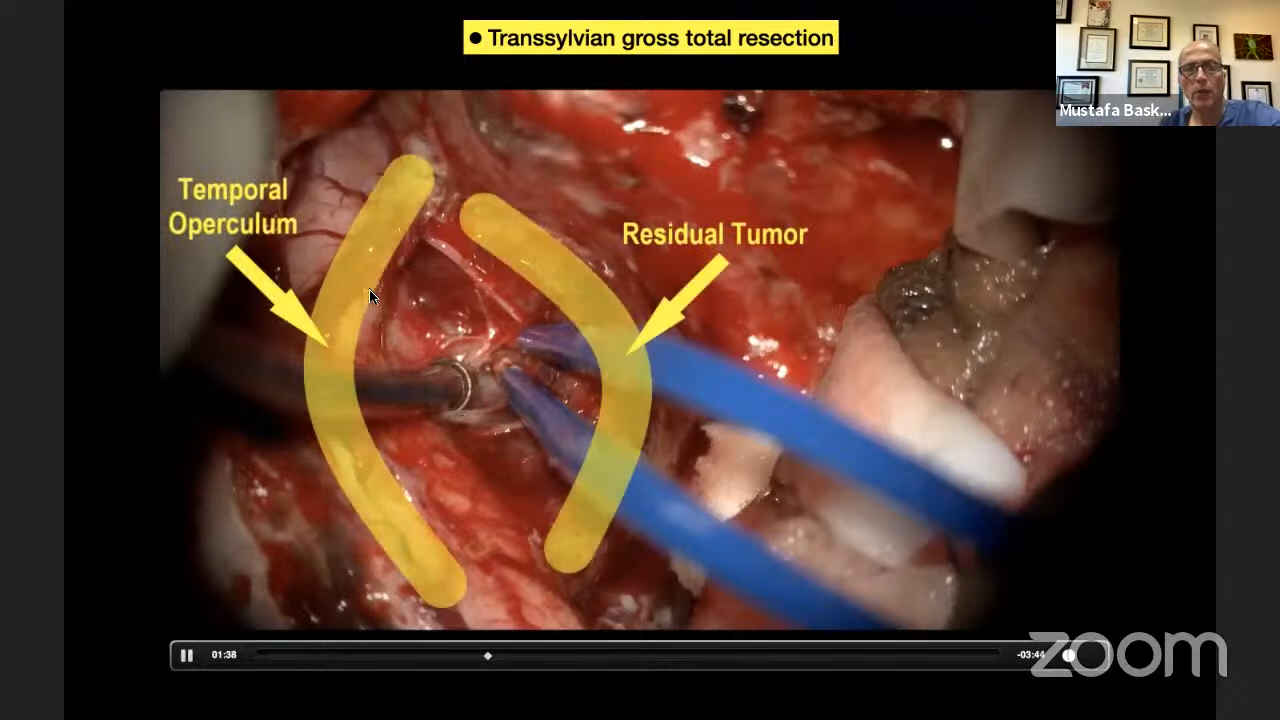 ● Transsylvian gross total resection
Mustafa Bask...
Temporal
Operculum
Residual Tumor
01:38
-03:44
zoom